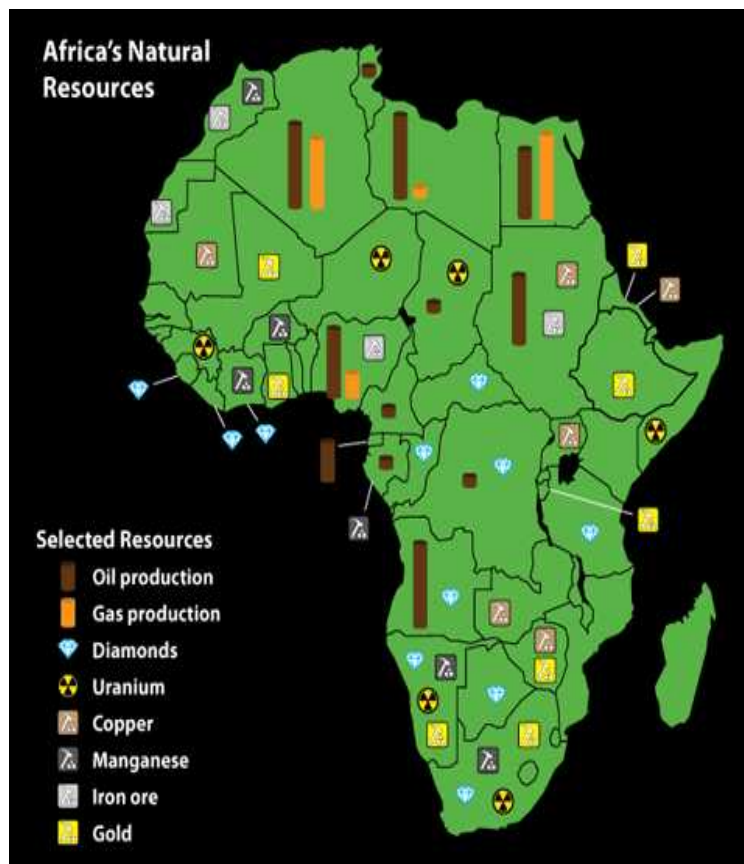 Africa's Natural
Resources
Selected Resources
Oil production
Gas production
Diamonds
Uranium
Copper
Manganese
Iron ore
Gold